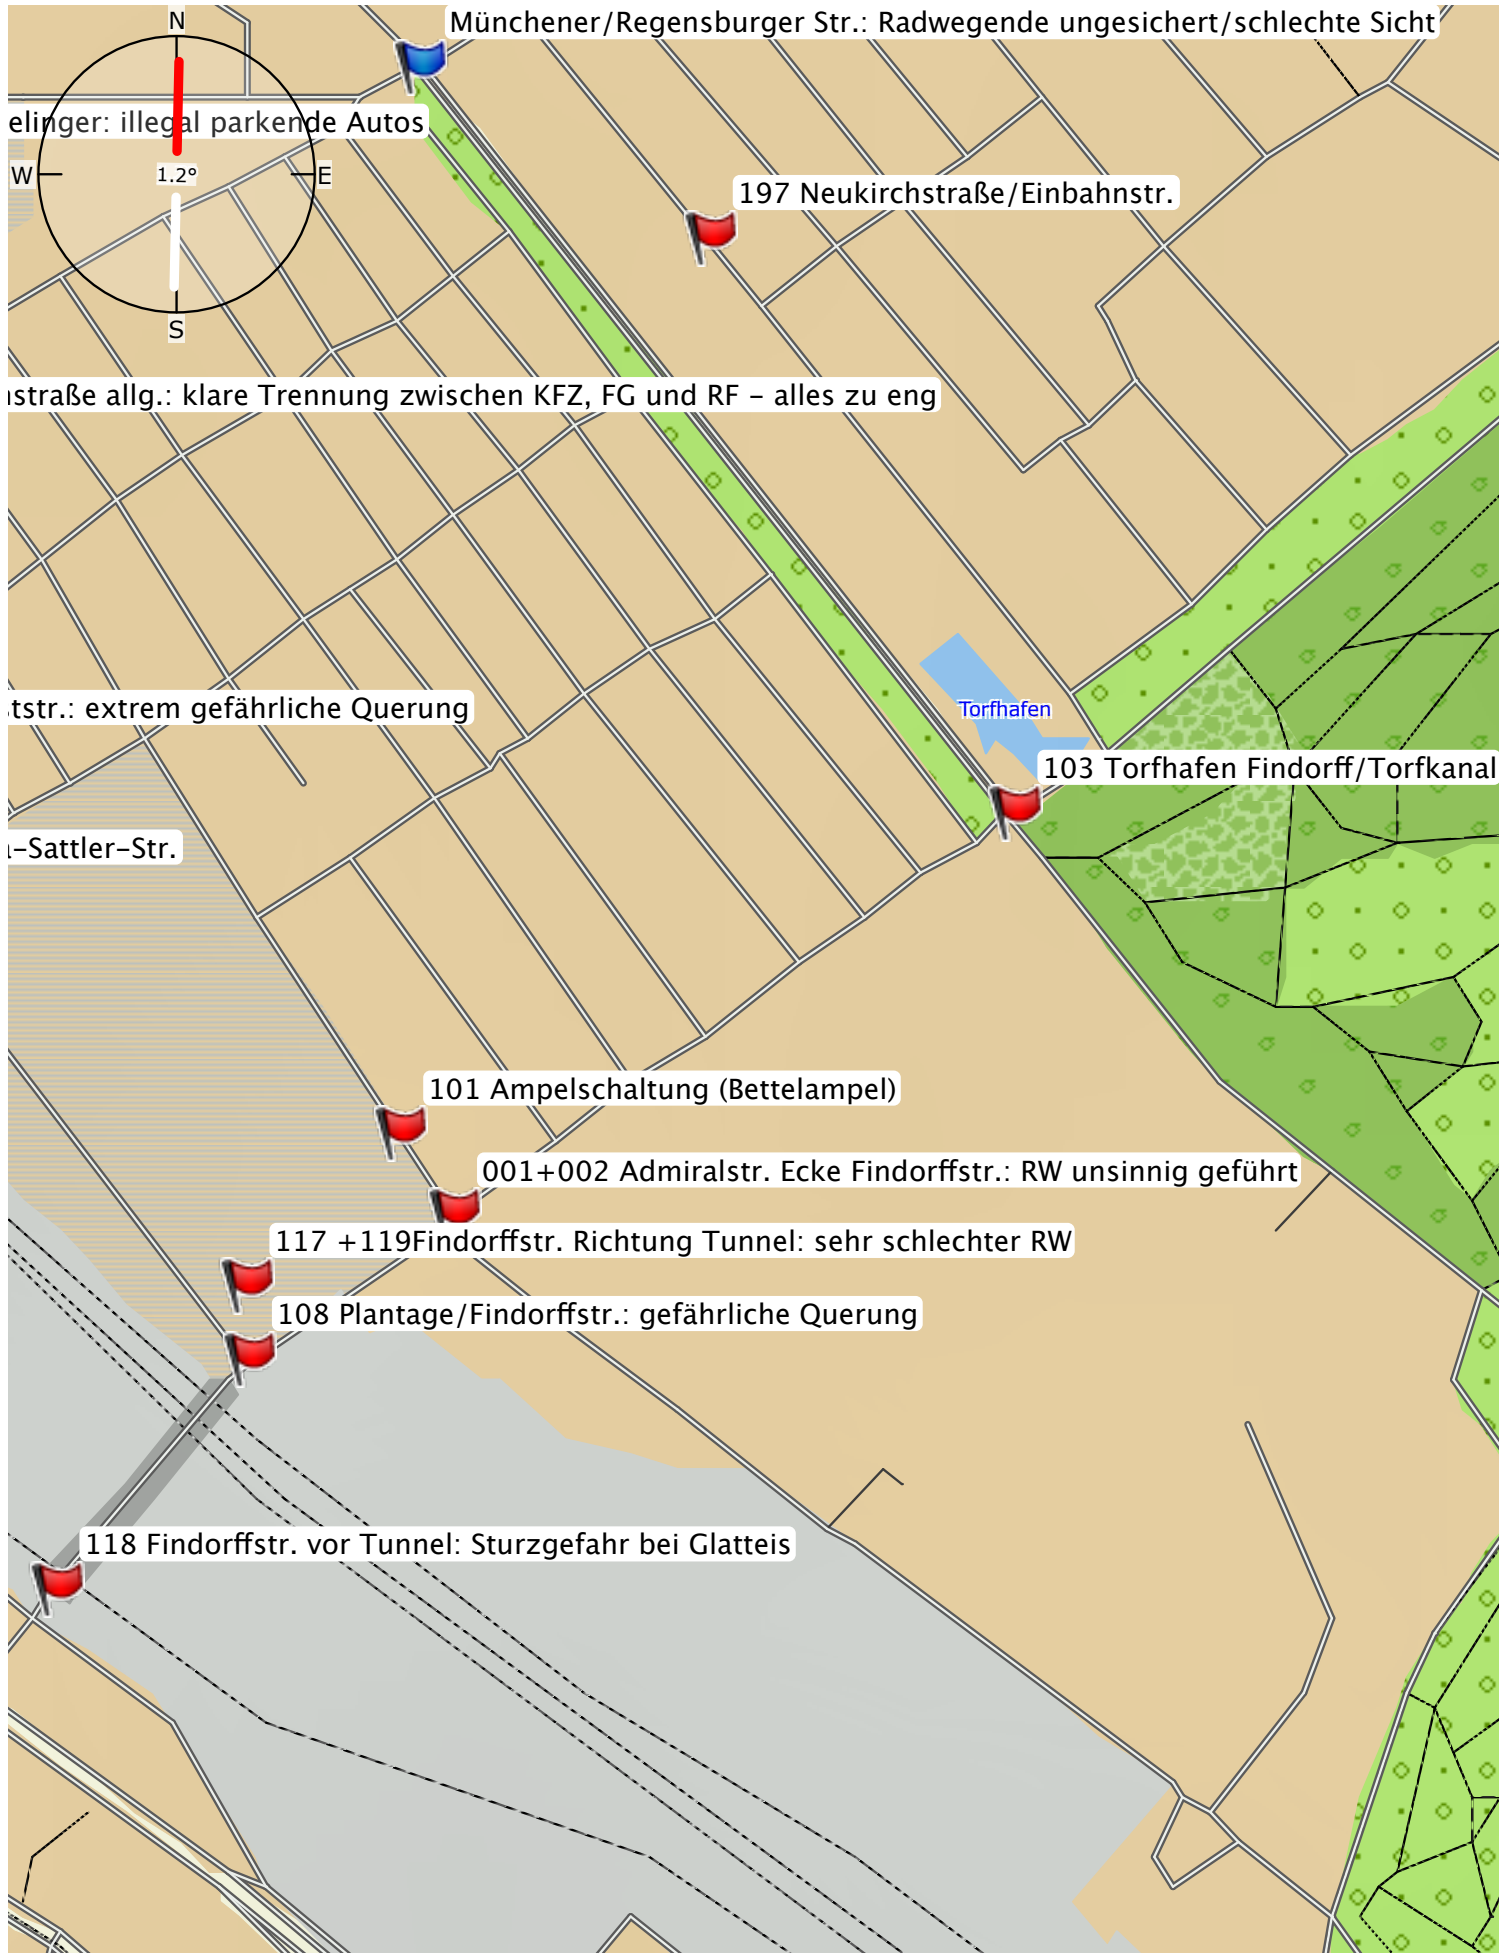 N
Münchener/Regensburger Str.: Radwegende ungesichert/schlechte Sicht
elinger: illegal parkende Autos
W
1.2°
E
197 Neukirchstraße/Einbahnstr.
S
straße allg.: klare Trennung zwischen KFZ, FG und RF – alles zu eng
tstr.: extrem gefährliche Querung
Torfhafen
103 Torfhafen Findorff/Torfkanal
-Sattler-Str.
101 Ampelschaltung (Bettelampel)
001+002 Admiralstr. Ecke Findorffstr.: RW unsinnig geführt
117 +119Findorffstr. Richtung Tunnel: sehr schlechter RW
108 Plantage/Findorffstr.: gefährliche Querung
118 Findorffstr. vor Tunnel: Sturzgefahr bei Glatteis